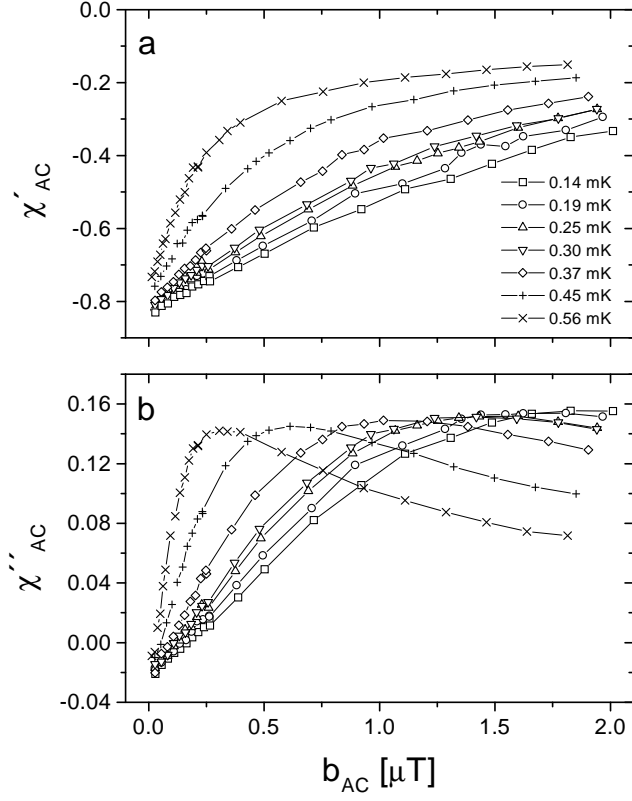 0.0
a
-0.2
-0.4
χ′AC
-0.6
-0.8
0.14 mK
0.19 mK
0.25 mK
0.30 mK
0.37 mK
0.45 mK
0.56 mK
0.16
b
0.12
0.08
χ′′AC
0.04
0.00
-0.04
0.0 0.5 1.0 1.5 2.0
bAC [μT]